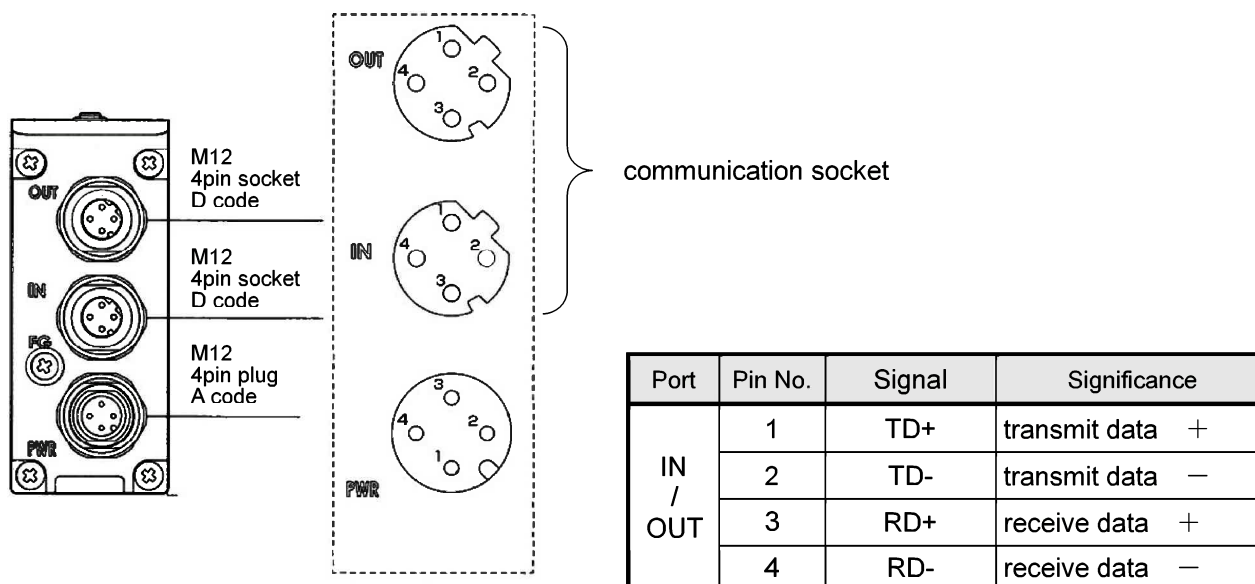 OUT
IN
FG
PWR
M12
4pin socket
D code
M12
4pin socket
D code
M12
4pin plug
A code
OUT
1
2
3
4
IN
1
2
3
4
PWR
3
4
2
1
communication socket
Port Pin No. Signal Significance
IN / OUT
1 TD+ transmit data +
2 TD- transmit data −
3 RD+ receive data +
4 RD- receive data −